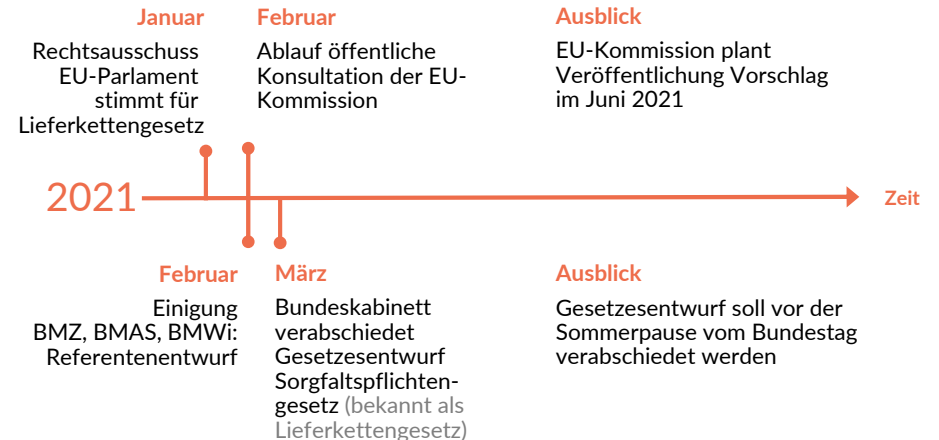 Januar
Rechtsausschuss
EU-Parlament
stimmt für
Lieferkettengesetz
Februar
Ablauf öffentliche
Konsultation der EU-
Kommission
Ausblick
EU-Kommission plant
Veröffentlichung Vorschlag
im Juni 2021
2021
Zeit
Februar
Einigung
BMZ, BMAS, BMWi:
Referentenentwurf
März
Bundeskabinett
verabschiedet
Gesetzesentwurf
Sorgfaltspflichten-
gesetz (bekannt als
Lieferkettengesetz)
Ausblick
Gesetzesentwurf soll vor der
Sommerpause vom Bundestag
verabschiedet werden